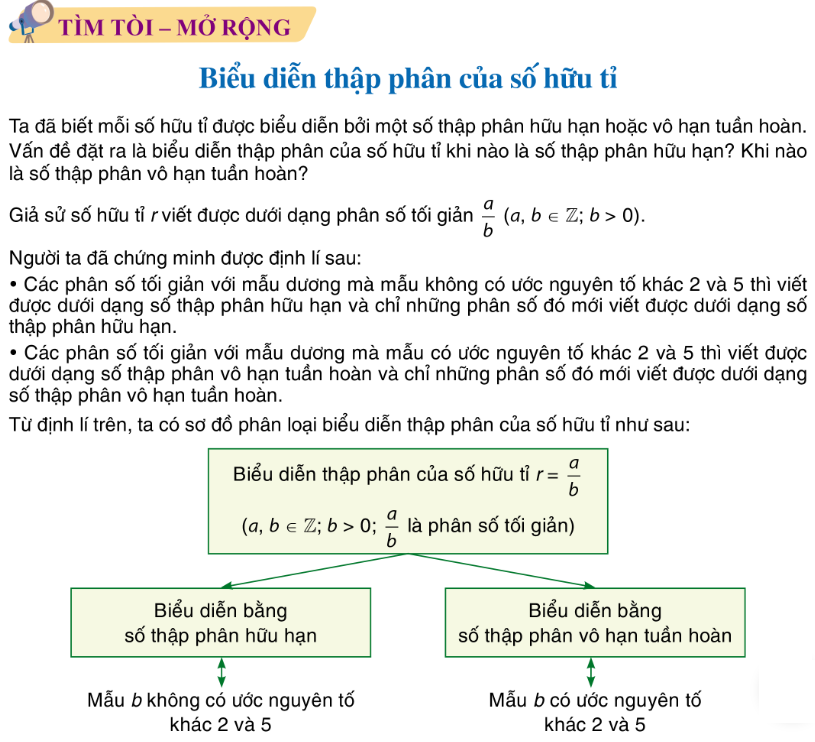 TÌM TÒI – MỞ RỘNG
Biểu diễn thập phân của số hữu tỉ
Ta đã biết mỗi số hữu tỉ được biểu diễn bởi một số thập phân hữu hạn hoặc vô hạn tuần hoàn.
Vấn đề đặt ra là biểu diễn thập phân của số hữu tỉ khi nào là số thập phân hữu hạn? Khi nào
là số thập phân vô hạn tuần hoàn?
Giả sử số hữu tỉ r viết được dưới dạng phân số tối giản a/b (a, b ∈ ℤ; b > 0).
Người ta đã chứng minh được định lí sau:
• Các phân số tối giản với mẫu dương mà mẫu không có ước nguyên tố khác 2 và 5 thì viết
được dưới dạng số thập phân hữu hạn và chỉ những phân số đó mới viết được dưới dạng số
thập phân hữu hạn.
• Các phân số tối giản với mẫu dương mà mẫu có ước nguyên tố khác 2 và 5 thì viết được
dưới dạng số thập phân vô hạn tuần hoàn và chỉ những phân số đó mới viết được dưới dạng
số thập phân vô hạn tuần hoàn.
Từ định lí trên, ta có sơ đồ phân loại biểu diễn thập phân của số hữu tỉ như sau:
Biểu diễn thập phân của số hữu tỉ r = a/b
(a, b ∈ ℤ; b > 0; a/b là phân số tối giản)
Biểu diễn bằng
số thập phân hữu hạn
Mẫu b không có ước nguyên tố
khác 2 và 5
Biểu diễn bằng
số thập phân vô hạn tuần hoàn
Mẫu b có ước nguyên tố
khác 2 và 5